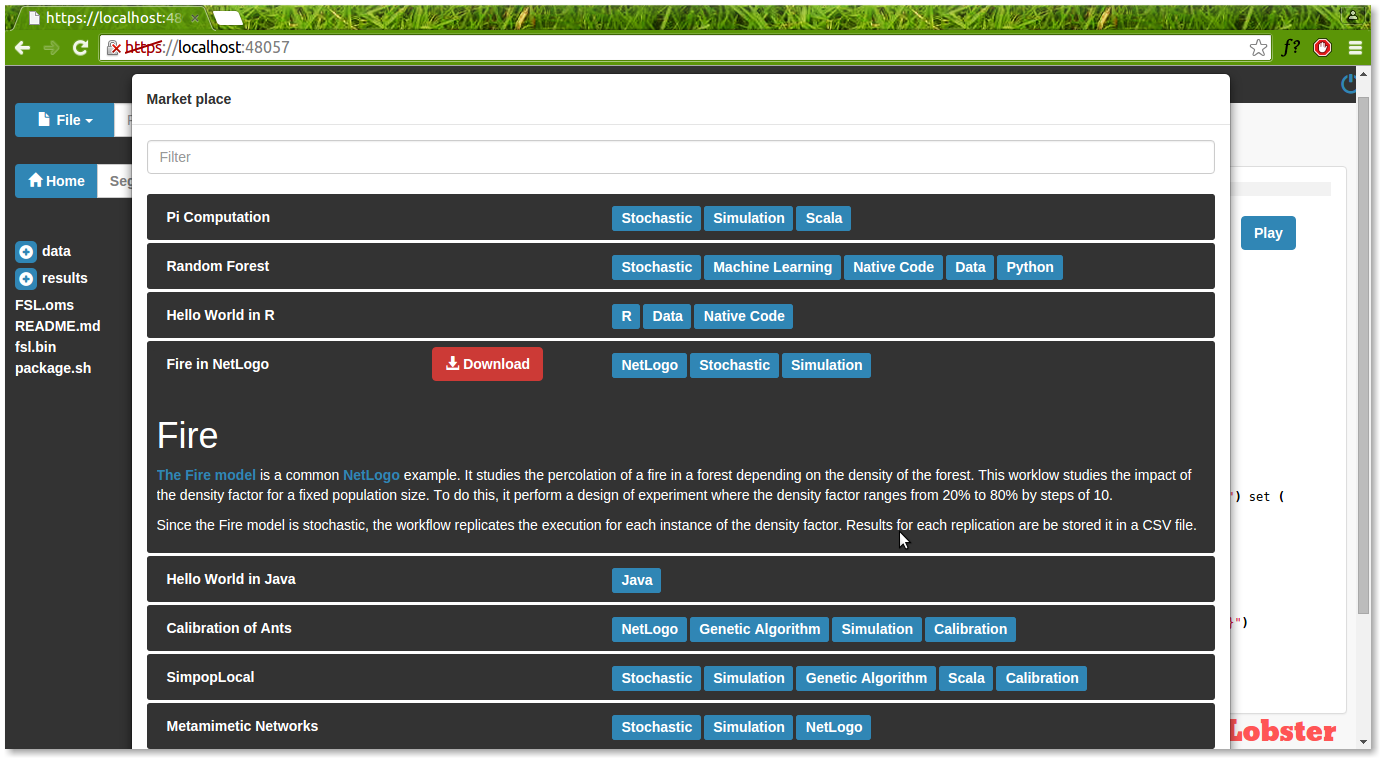 https://localhost:48
https://localhost:48057
f?
Market place
File
Filter
Home
Seg
Pi Computation Stochastic Simulation Scala
Play
data
Random Forest Stochastic Machine Learning Native Code Data Python
results
FSL.oms
Hello World in R R Data Native Code
README.md
fsl.bin
package.sh
Fire in NetLogo Download NetLogo Stochastic Simulation
Fire
The Fire model is a common NetLogo example. It studies the percolation of a fire in a forest depending on the density of the forest. This worklow studies the impact of
the density factor for a fixed population size. To do this, it perform a design of experiment where the density factor ranges from 20% to 80% by steps of 10.
") set (
Since the Fire model is stochastic, the workflow replicates the execution for each instance of the density factor. Results for each replication are be stored it in a CSV file.
Hello World in Java Java
Calibration of Ants NetLogo Genetic Algorithm Simulation Calibration
}")
SimpopLocal Stochastic Simulation Genetic Algorithm Scala Calibration
Metamimetic Networks Stochastic Simulation NetLogo
Lobster